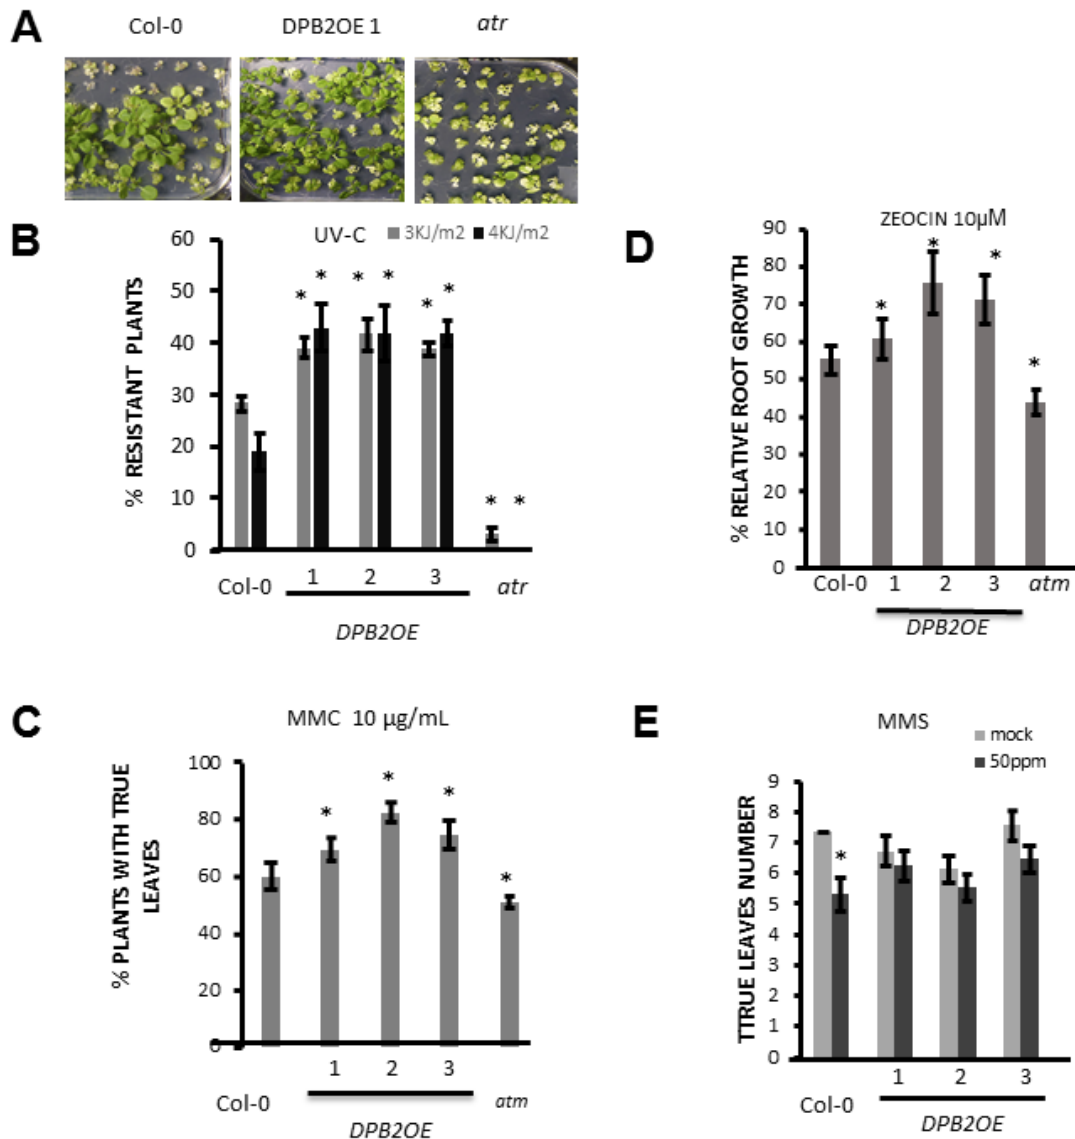 A
Col-0 DPB2OE 1 atr
B
UV-C 3KJ/m2 4KJ/m2
% RESISTANT PLANTS
60
50
40
30
20
10
0
* * * * * * * *
Col-0 1 2 3 atr
DPB2OE
D
ZEOCIN 10µM
% RELATIVE ROOT GROWTH
90
80
70
60
50
40
30
20
10
0
* * * *
Col-0 1 2 3 atm
DPB2OE
C
MMC 10 µg/mL
% PLANTS WITH TRUE
LEAVES
100
80
60
40
20
0
* * * *
1 2 3
Col-0 atm
DPB2OE
E
MMS
mock
50ppm
TTRUE LEAVES NUMBER
9
8
7
6
5
4
3
2
1
0
*
1 2 3
Col-0
DPB2OE